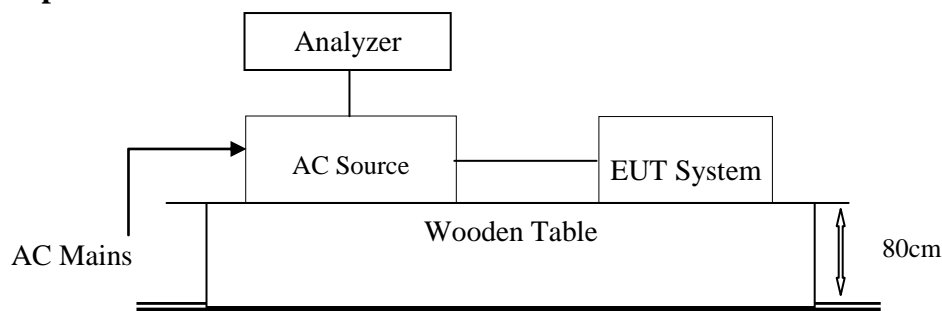 Analyzer
AC Source
EUT System
Wooden Table
AC Mains
80cm